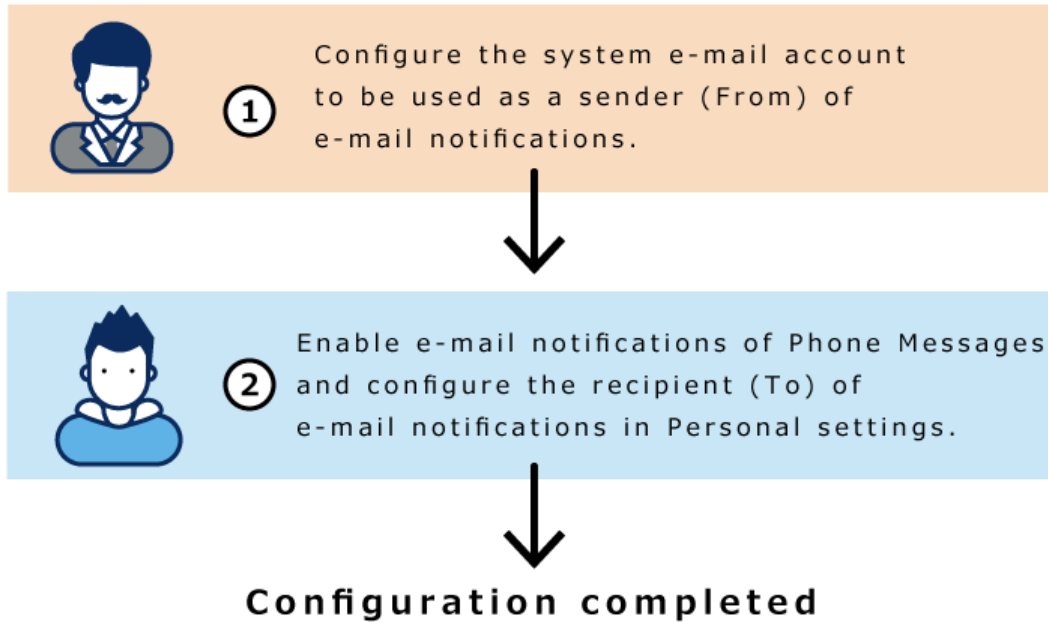 1
Configure the system e-mail account
to be used as a sender (From) of
e-mail notifications.
2
Enable e-mail notifications of Phone Messages
and configure the recipient (To) of
e-mail notifications in Personal settings.
Configuration completed